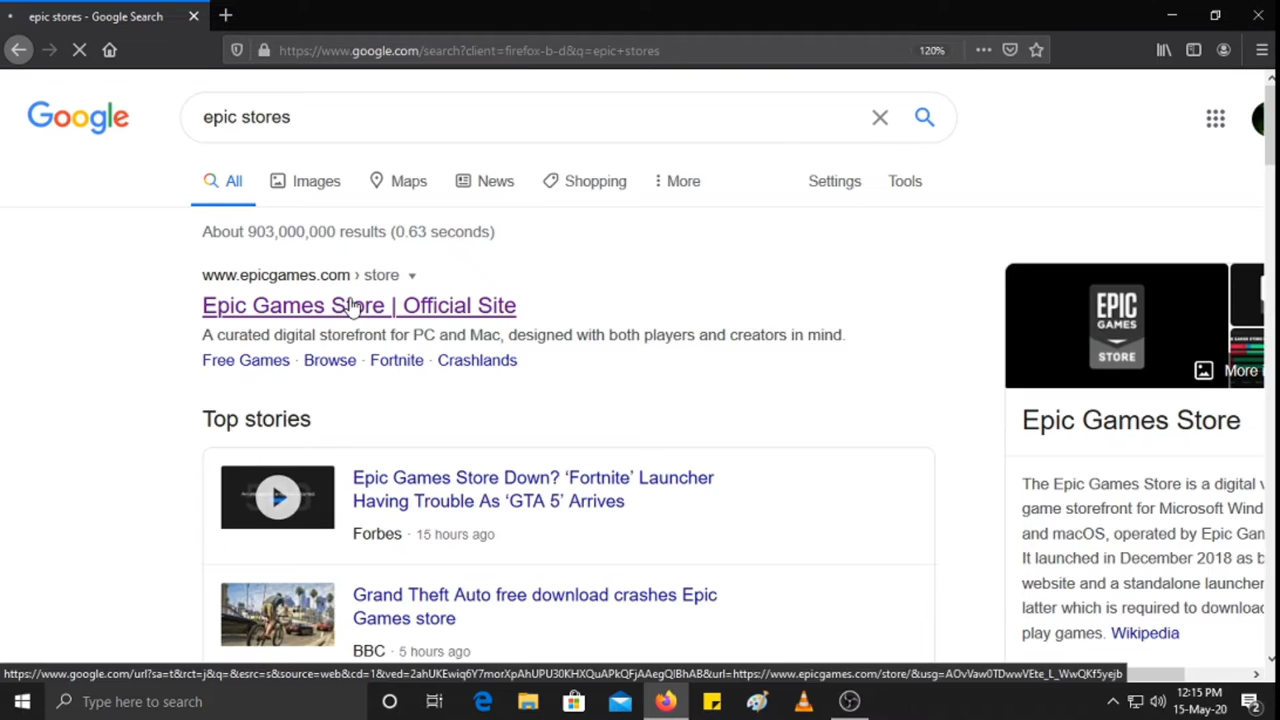 epic stores - Google Search
https://www.google.com/search?client=firefox-b-d&q=epic+stores
120%
Google
epic stores
All
Images
Maps
News
Shopping
More
Settings
Tools
About 903,000,000 results (0.63 seconds)
www.epicgames.com › store
Epic Games Store | Official Site
A curated digital storefront for PC and Mac, designed with both players and creators in mind.
Free Games · Browse · Fortnite · Crashlands
EPIC
GAMES
STORE
More i
Top stories
Epic Games Store
Epic Games Store Down? ‘Fortnite’ Launcher
Having Trouble As ‘GTA 5’ Arrives
Forbes · 15 hours ago
The Epic Games Store is a digital v
game storefront for Microsoft Wind
and macOS, operated by Epic Gam
It launched in December 2018 as b
website and a standalone launcher
latter which is required to download
play games. Wikipedia
Grand Theft Auto free download crashes Epic
Games store
BBC · 5 hours ago
https://www.google.com/url?sa=t&rct=j&q=&esrc=s&source=web&cd=1&ved=2ahUKEwiq6Y7morXpAhUPU30KHXQuAPkQFjAAegQIBhAB&url=https://www.epicgames.com/store/&usg=AOvVaw0TDwwVEte_L_WwQKf5yejb
Type here to search
12:15 PM
15-May-20
2